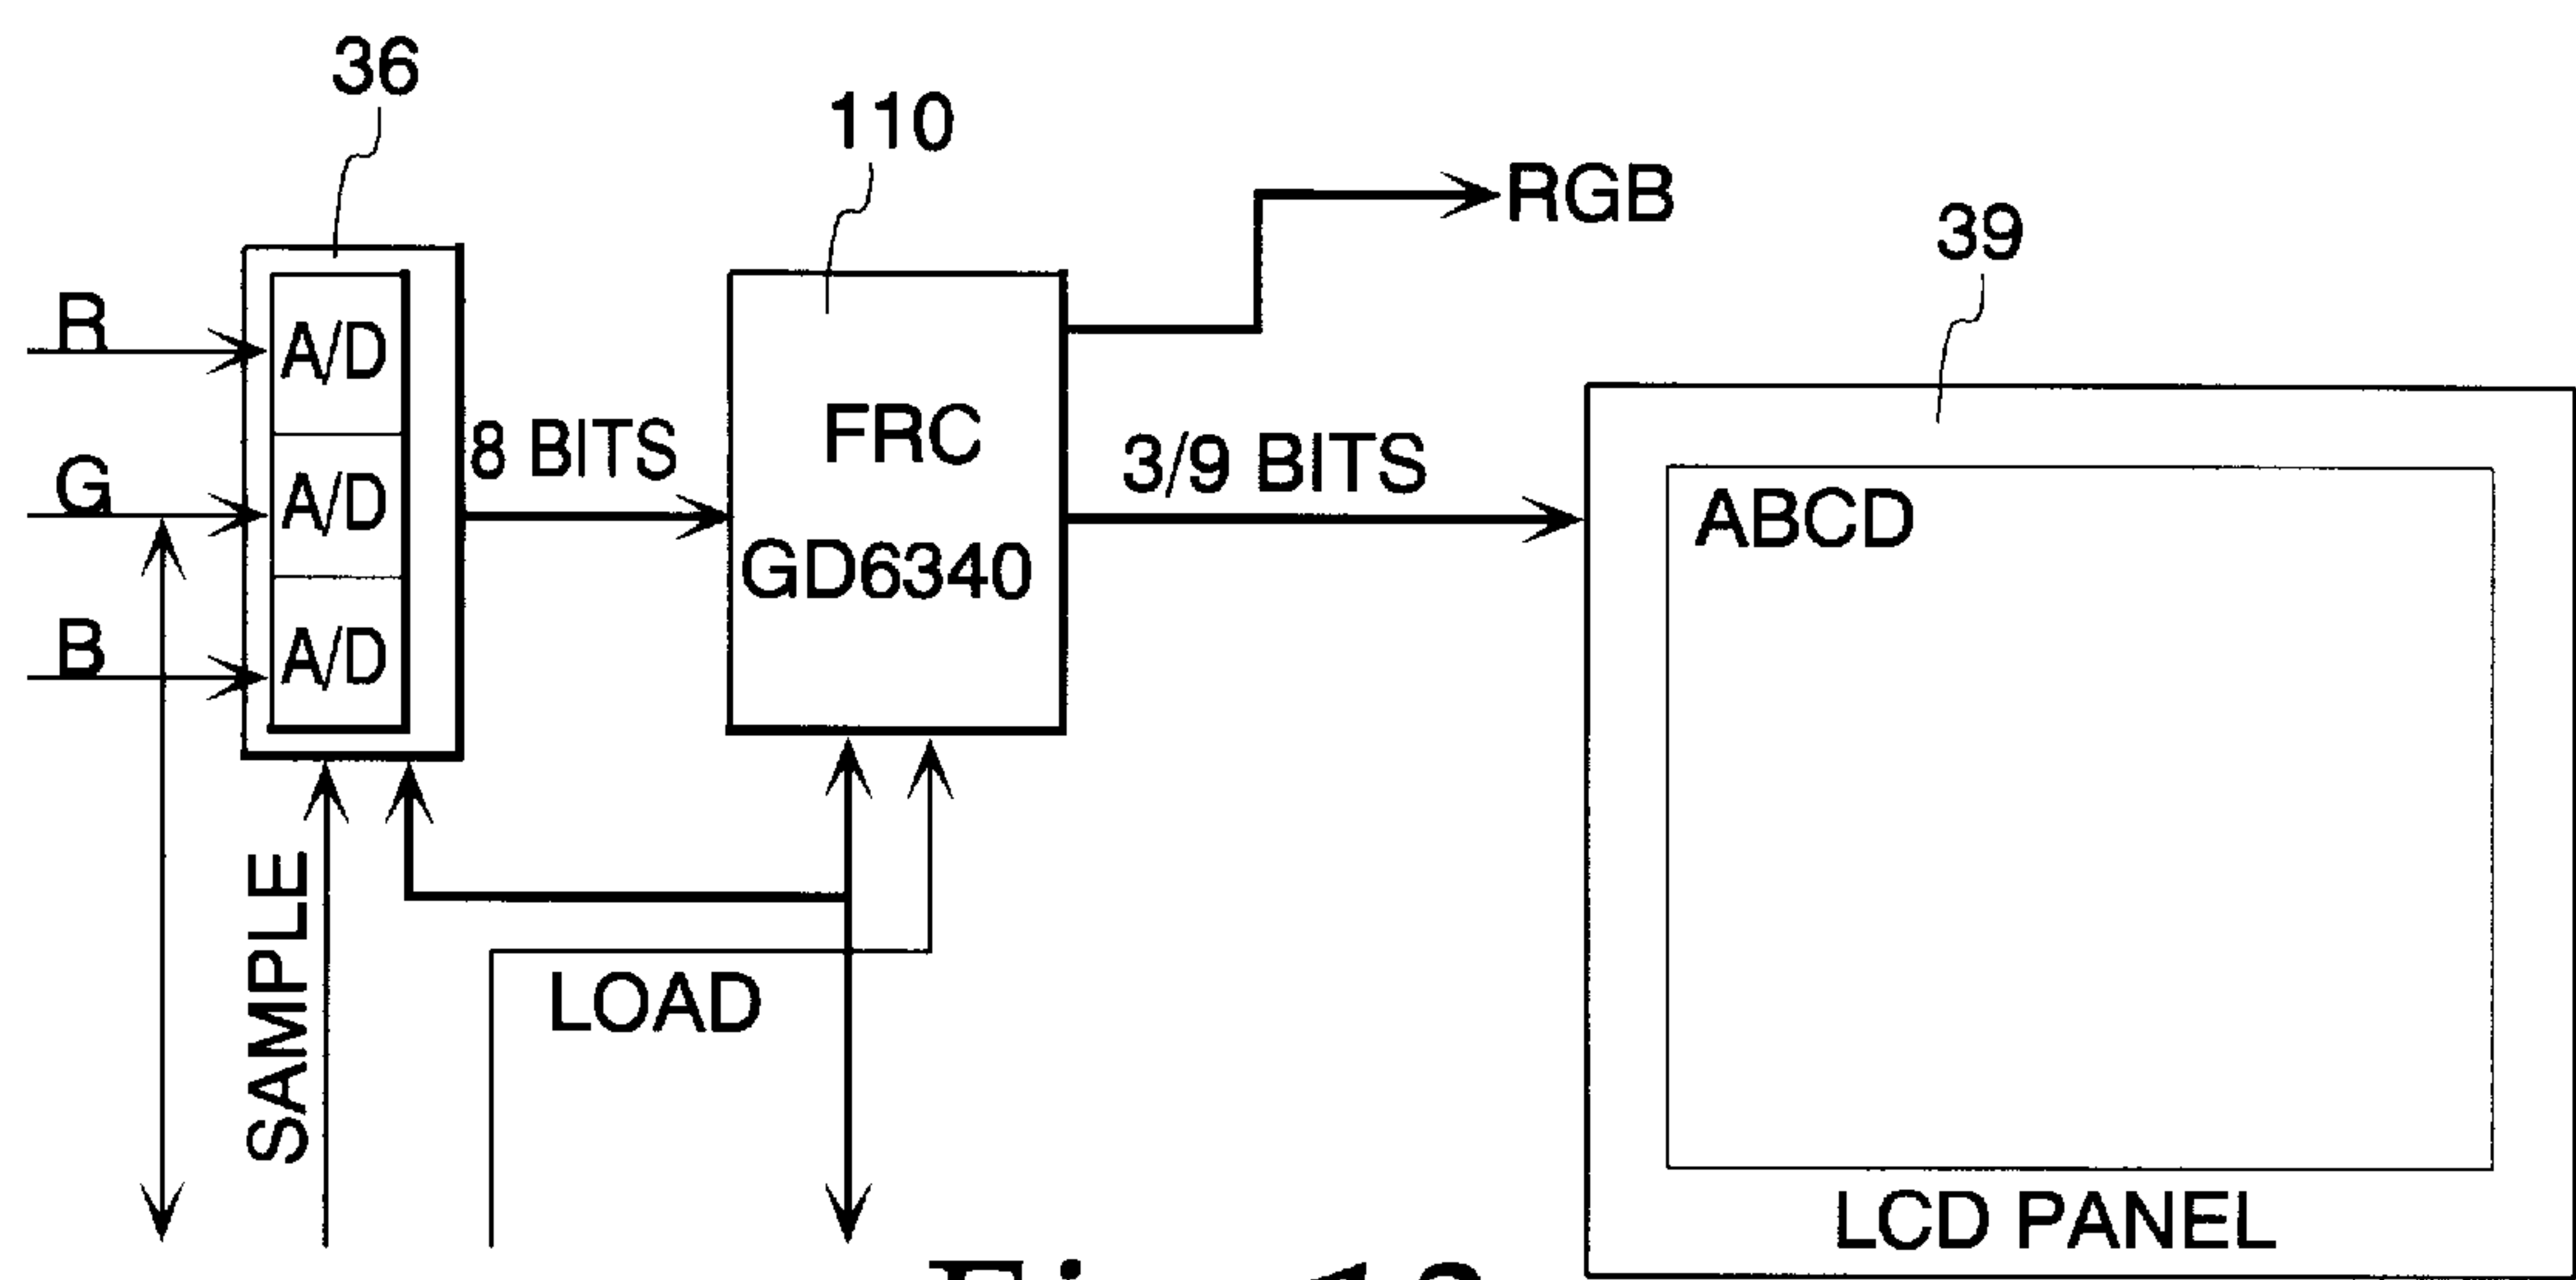 36
110
RGB
39
R
A/D
FRC
8 BITS
3/9 BITS
G
A/D
ABCD
GD6340
B
A/D
SAMPLE
LOAD
LCD PANEL